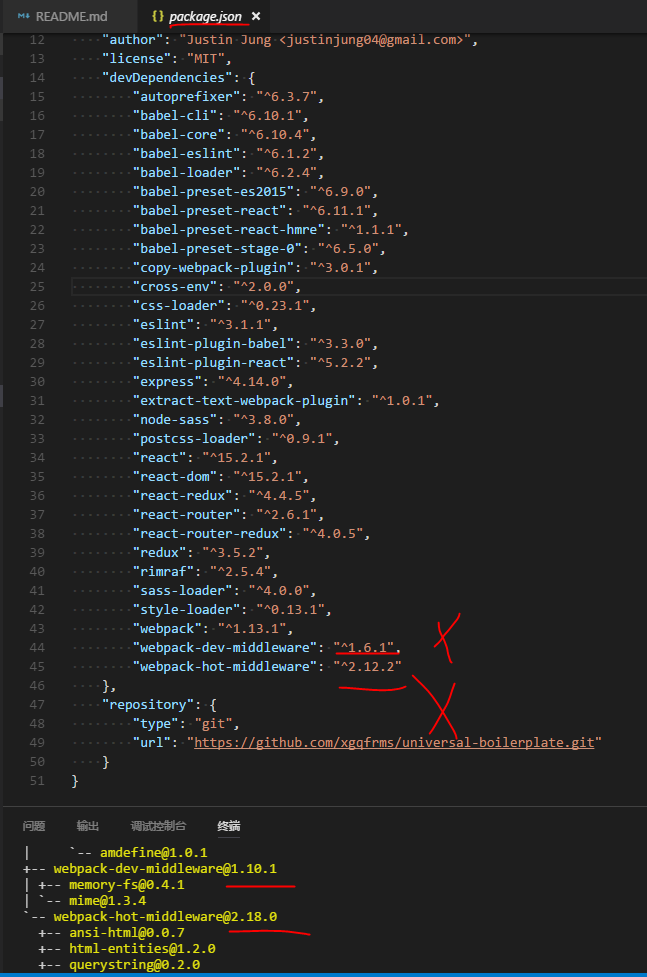 README.md package.json
12 "author": "Justin Jung <justinjung04@gmail.com>",
13 "license": "MIT",
14 "devDependencies": {
15 "autoprefixer": "^6.3.7",
16 "babel-cli": "^6.10.1",
17 "babel-core": "^6.10.4",
18 "babel-eslint": "^6.1.2",
19 "babel-loader": "^6.2.4",
20 "babel-preset-es2015": "^6.9.0",
21 "babel-preset-react": "^6.11.1",
22 "babel-preset-react-hmre": "^1.1.1",
23 "babel-preset-stage-0": "^6.5.0",
24 "copy-webpack-plugin": "^3.0.1",
25 "cross-env": "^2.0.0",
26 "css-loader": "^0.23.1",
27 "eslint": "^3.1.1",
28 "eslint-plugin-babel": "^3.3.0",
29 "eslint-plugin-react": "^5.2.2",
30 "express": "^4.14.0",
31 "extract-text-webpack-plugin": "^1.0.1",
32 "node-sass": "^3.8.0",
33 "postcss-loader": "^0.9.1",
34 "react": "^15.2.1",
35 "react-dom": "^15.2.1",
36 "react-redux": "^4.4.5",
37 "react-router": "^2.6.1",
38 "react-router-redux": "^4.0.5",
39 "redux": "^3.5.2",
40 "rimraf": "^2.5.4",
41 "sass-loader": "^4.0.0",
42 "style-loader": "^0.13.1",
43 "webpack": "^1.13.1",
44 "webpack-dev-middleware": "^1.6.1",
45 "webpack-hot-middleware": "^2.12.2"
46 },
47 "repository": {
48 "type": "git",
49 "url": "https://github.com/xgqfrms/universal-boilerplate.git"
50 }
51 }
问题 输出 调试控制台 终端
| `-- amdefine@1.0.1
+-- webpack-dev-middleware@1.10.1
| +-- memory-fs@0.4.1
| `-- mime@1.3.4
`-- webpack-hot-middleware@2.18.0
+-- ansi-html@0.0.7
+-- html-entities@1.2.0
+-- querystring@0.2.0